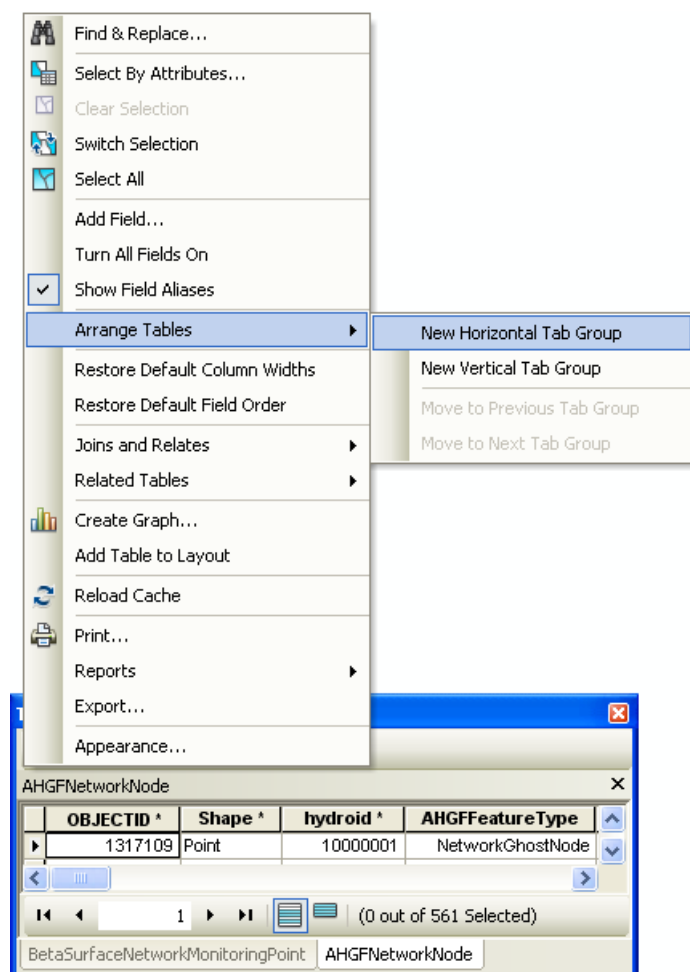 Find & Replace...
Select By Attributes...
Clear Selection
Switch Selection
Select All
Add Field...
Turn All Fields On
Show Field Aliases
Arrange Tables
New Horizontal Tab Group
New Vertical Tab Group
Move to Previous Tab Group
Move to Next Tab Group
Restore Default Column Widths
Restore Default Field Order
Joins and Relates
Related Tables
Create Graph...
Add Table to Layout
Reload Cache
Print...
Reports
Export...
Appearance...
AHGFNetworkNode
OBJECTID * Shape * hydroid * AHGFFeatureType
1317109 Point 10000001 NetworkGhostNode
1 (0 out of 561 Selected)
BetaSurfaceNetworkMonitoringPoint AHGFNetworkNode